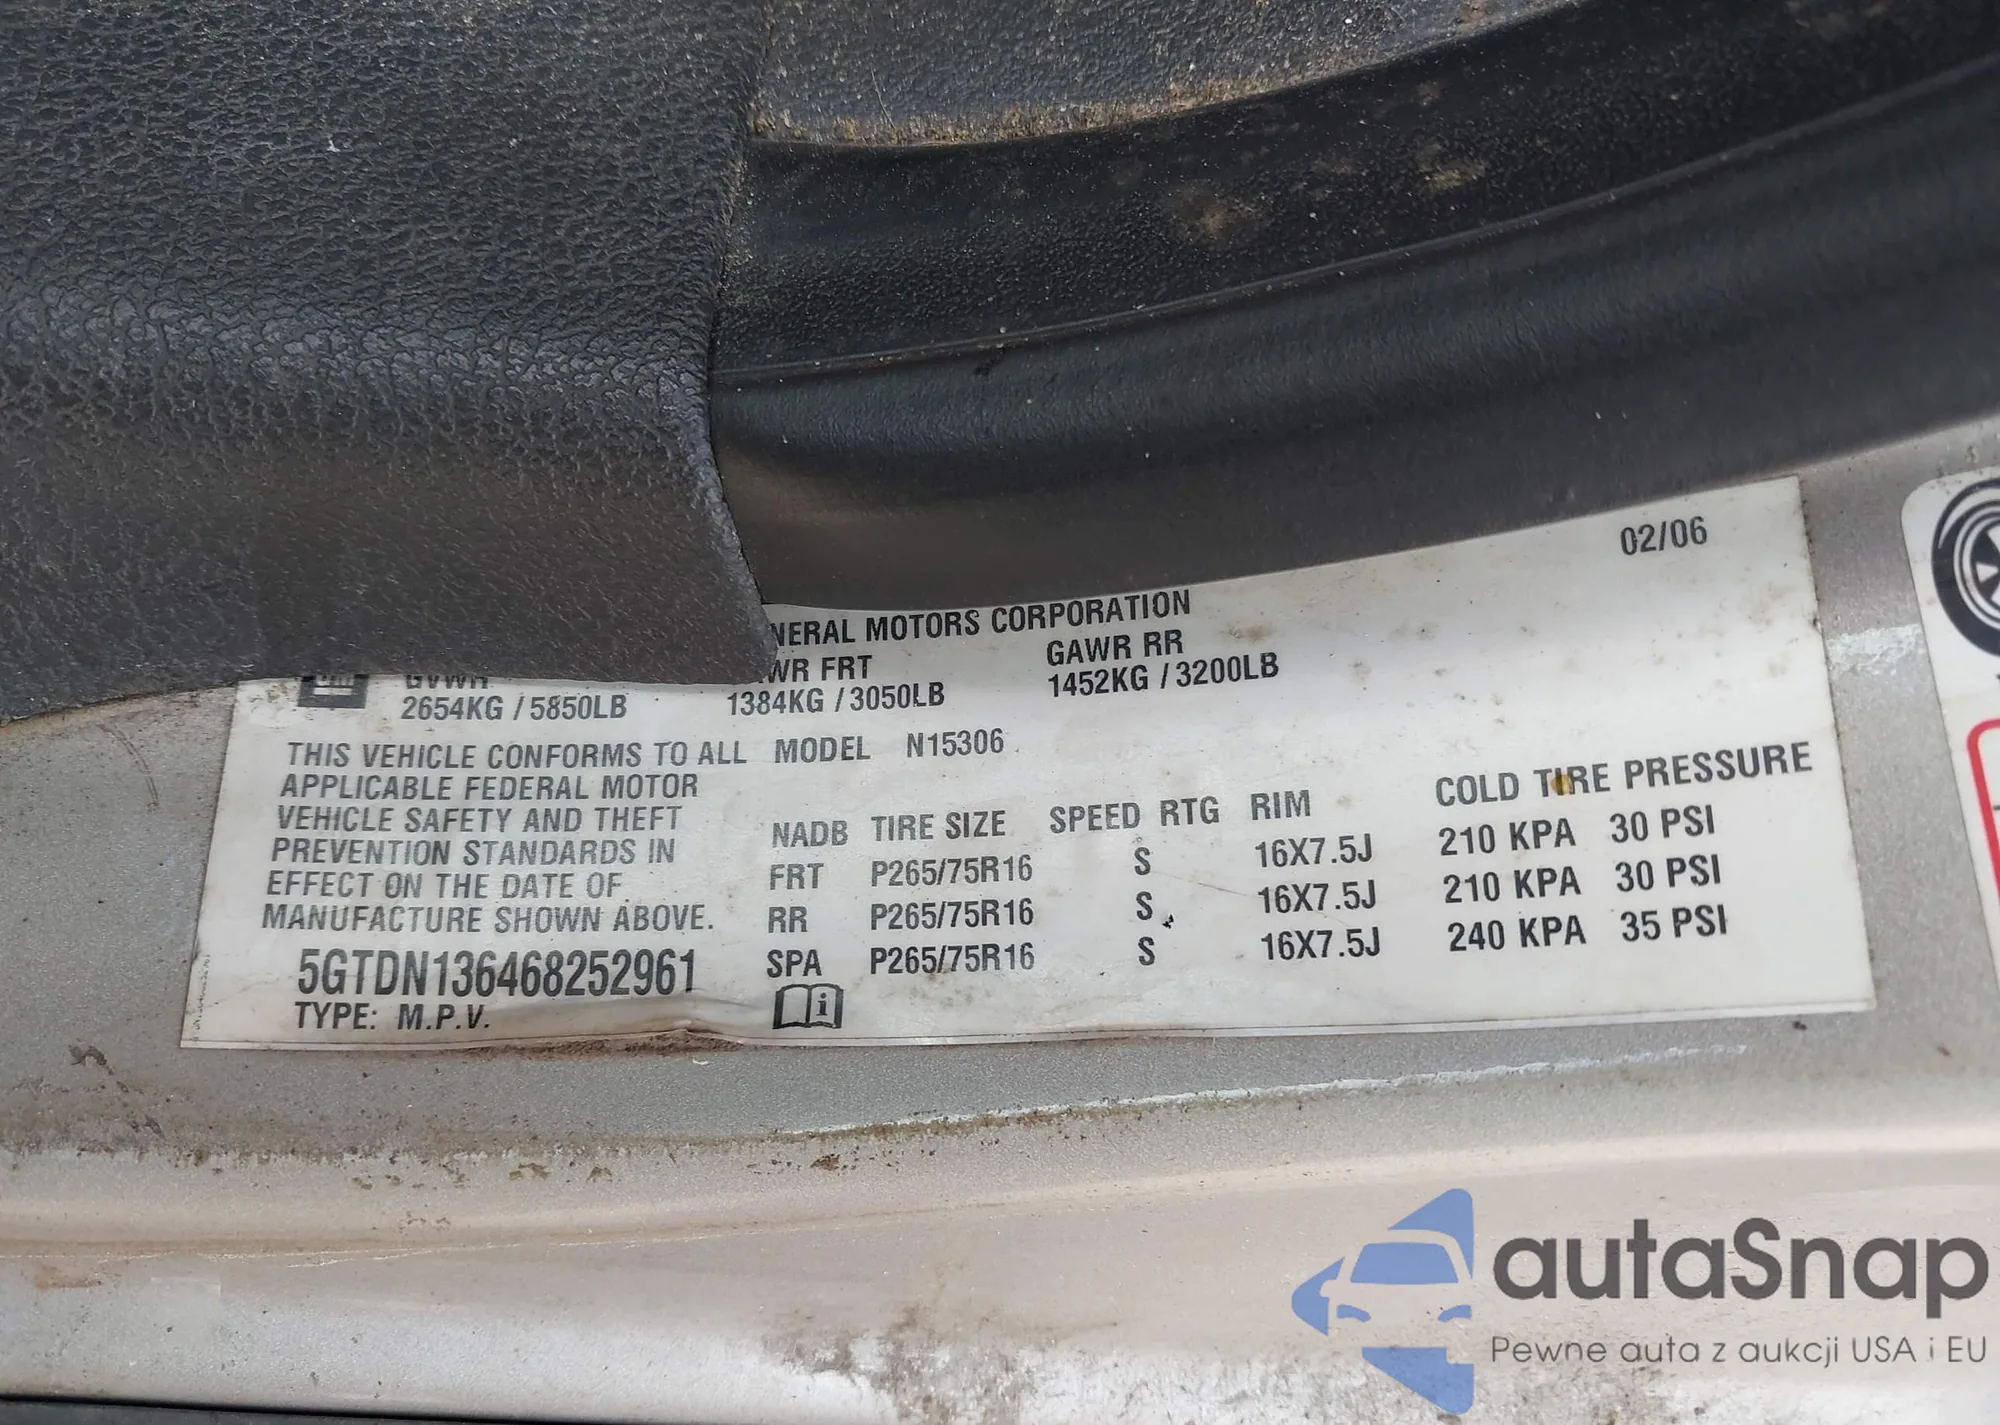 02/06
NERAL MOTORS CORPORATION
GVWR WR FRT GAWR RR
2654KG / 5850LB 1384KG / 3050LB 1452KG / 3200LB
THIS VEHICLE CONFORMS TO ALL
APPLICABLE FEDERAL MOTOR
VEHICLE SAFETY AND THEFT
PREVENTION STANDARDS IN
EFFECT ON THE DATE OF
MANUFACTURE SHOWN ABOVE.
5GTDN136468252961
TYPE: M.P.V.
MODEL N15306
NADB TIRE SIZE SPEED RTG RIM COLD TIRE PRESSURE
FRT P265/75R16 S 16X7.5J 210 KPA 30 PSI
RR P265/75R16 S 16X7.5J 210 KPA 30 PSI
SPA P265/75R16 S 16X7.5J 240 KPA 35 PSI
i
autaSnap
Pewne auta z aukcji USA i EU